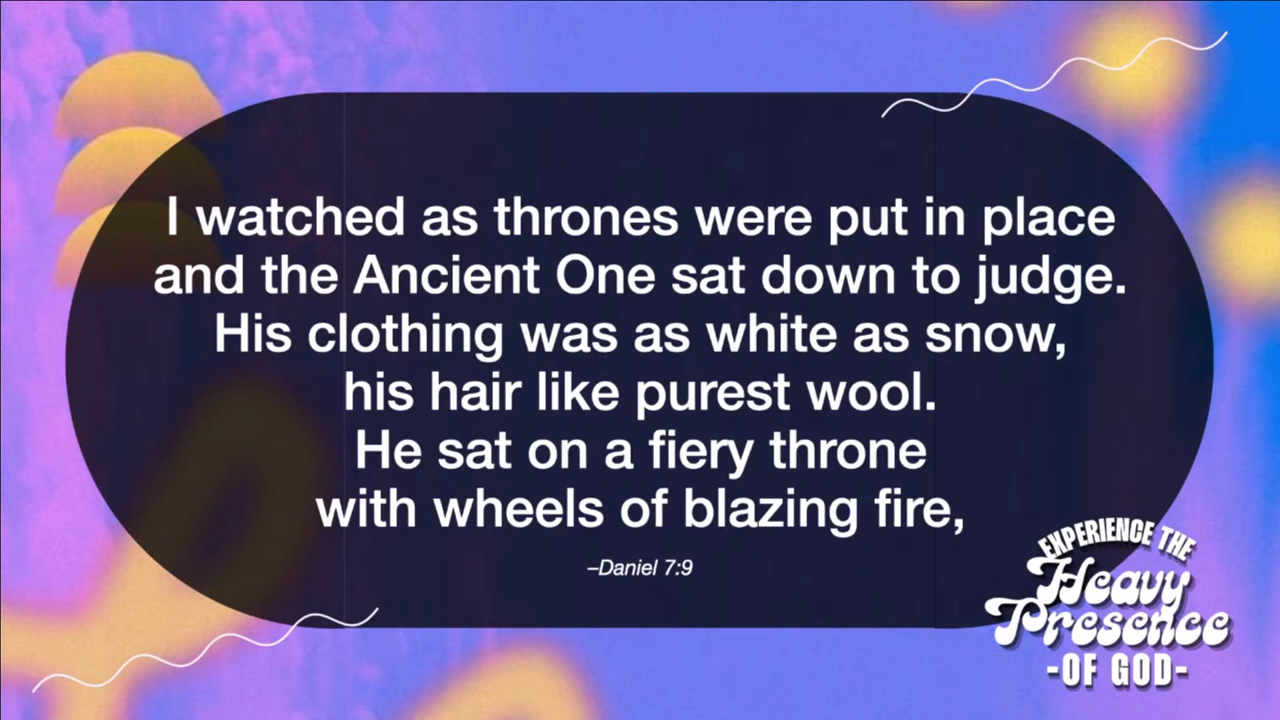 I watched as thrones were put in place
and the Ancient One sat down to judge.
His clothing was as white as snow,
his hair like purest wool.
He sat on a fiery throne
with wheels of blazing fire,
–Daniel 7:9
EXPERIENCE THE
Heavy
Presence
-OF GOD-